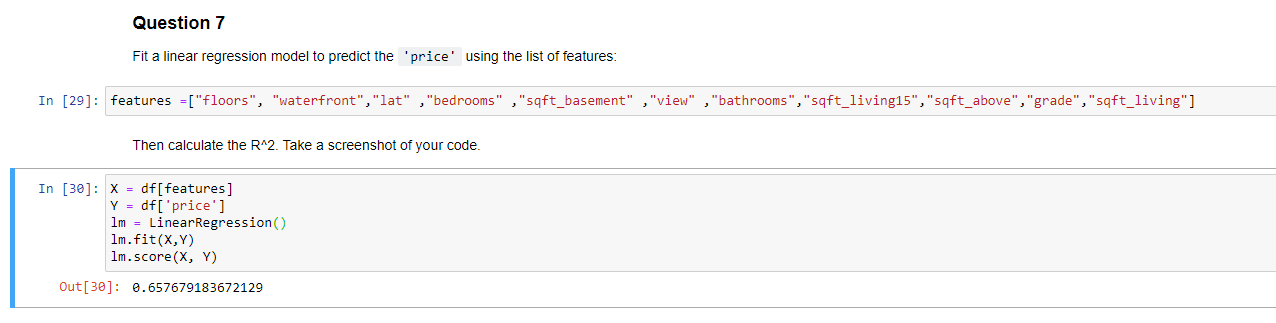 Question 7
Fit a linear regression model to predict the 'price' using the list of features:
In [29]: features =["floors", "waterfront","lat" ,"bedrooms" ,"sqft_basement" ,"view" ,"bathrooms","sqft_living15","sqft_above","grade","sqft_living"]
Then calculate the R^2. Take a screenshot of your code.
In [30]: X = df[features]
Y = df['price']
lm = LinearRegression()
lm.fit(X,Y)
lm.score(X, Y)
Out[30]: 0.657679183672129